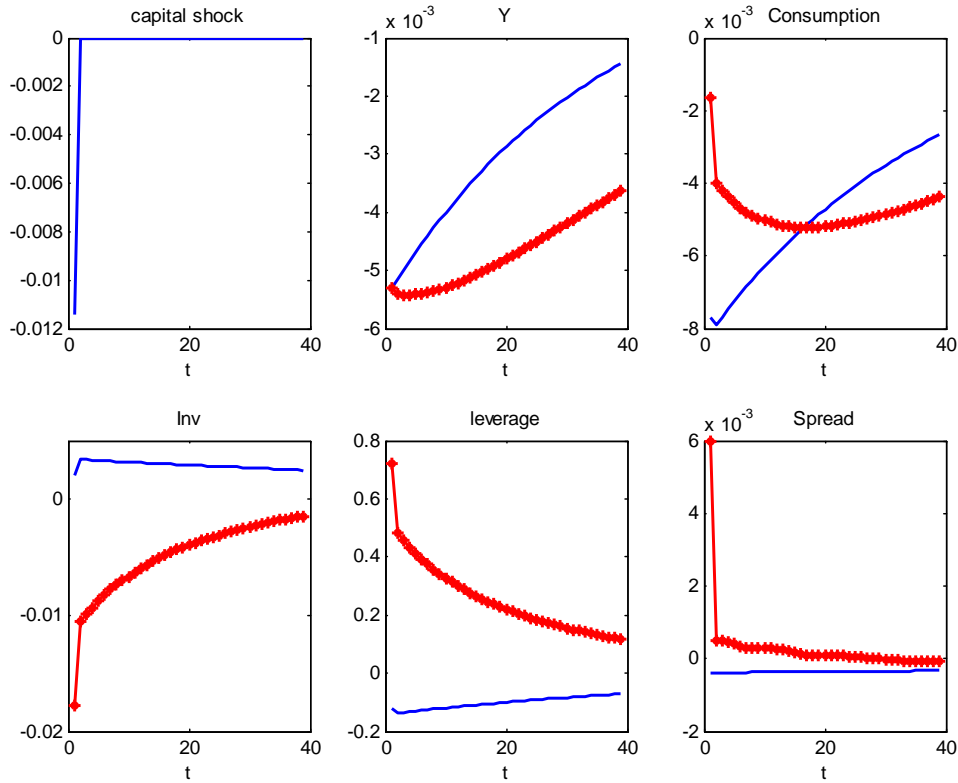 capital shock
0
-0.002
-0.004
-0.006
-0.008
-0.01
-0.012
0 20 40
t
x 10^-3
Y
-1
-2
-3
-4
-5
-6
0 20 40
t
x 10^-3
Consumption
0
-2
-4
-6
-8
0 20 40
t
Inv
0
-0.01
-0.02
0 20 40
t
leverage
0.8
0.6
0.4
0.2
0
-0.2
0 20 40
t
x 10^-3
Spread
6
4
2
0
-2
0 20 40
t